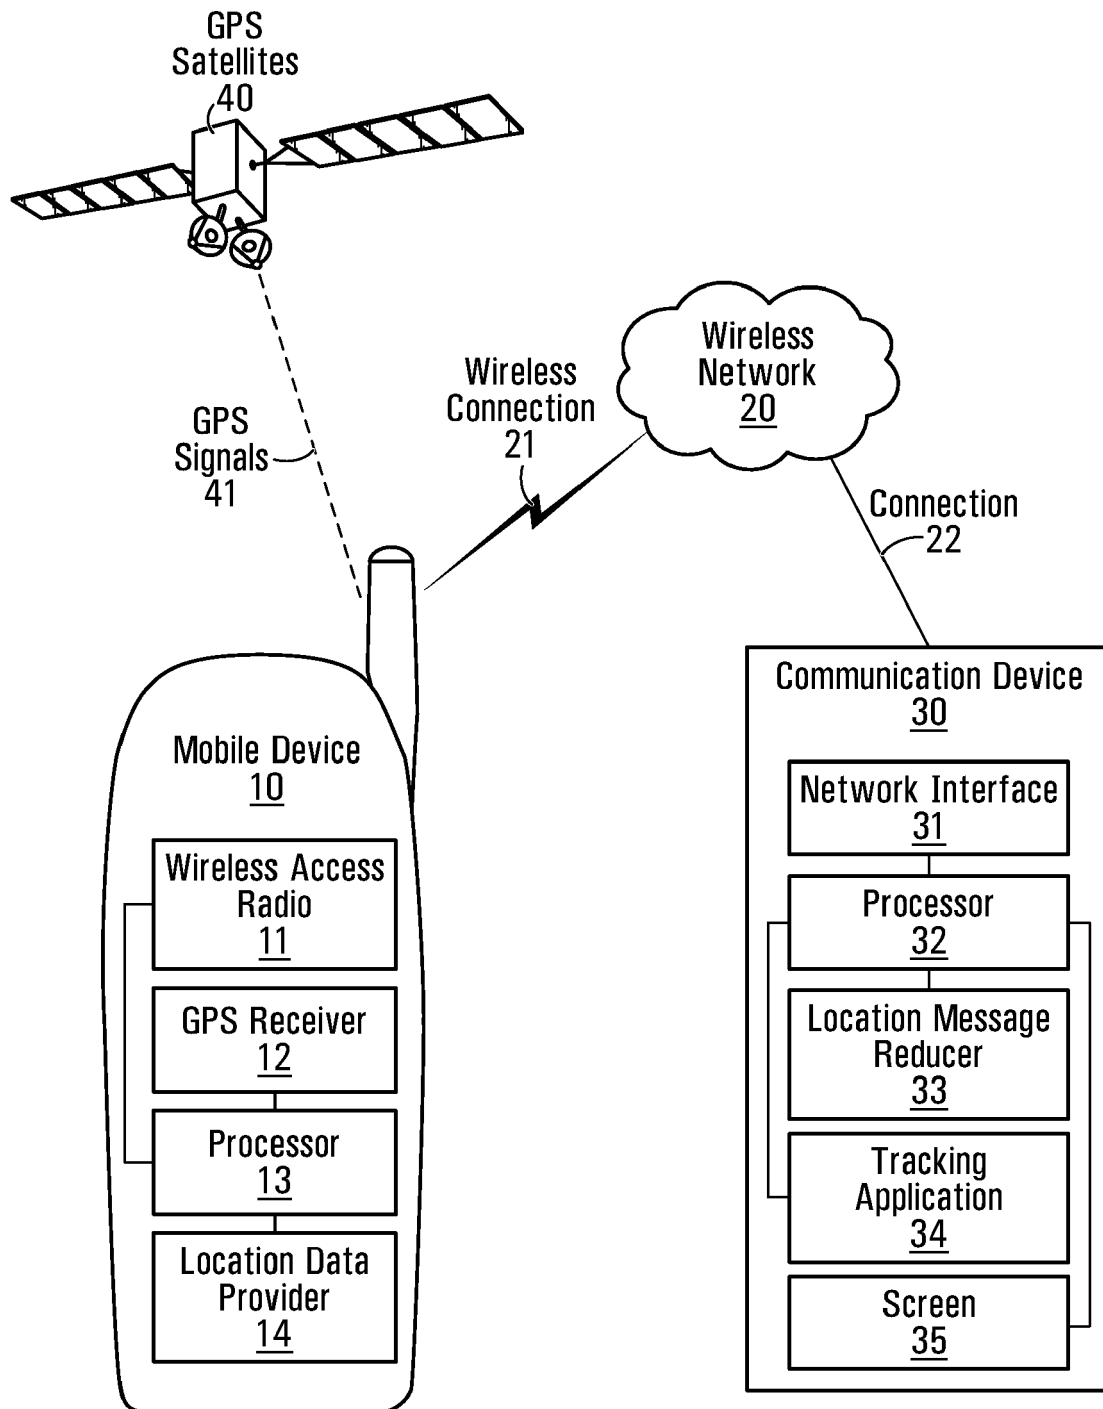 GPS
Satellites
40
Wireless
Network
20
Wireless
Connection
21
GPS
Signals
41
Connection
22
Mobile Device
10
Wireless Access
Radio
11
GPS Receiver
12
Processor
13
Location Data
Provider
14
Communication Device
30
Network Interface
31
Processor
32
Location Message
Reducer
33
Tracking
Application
34
Screen
35